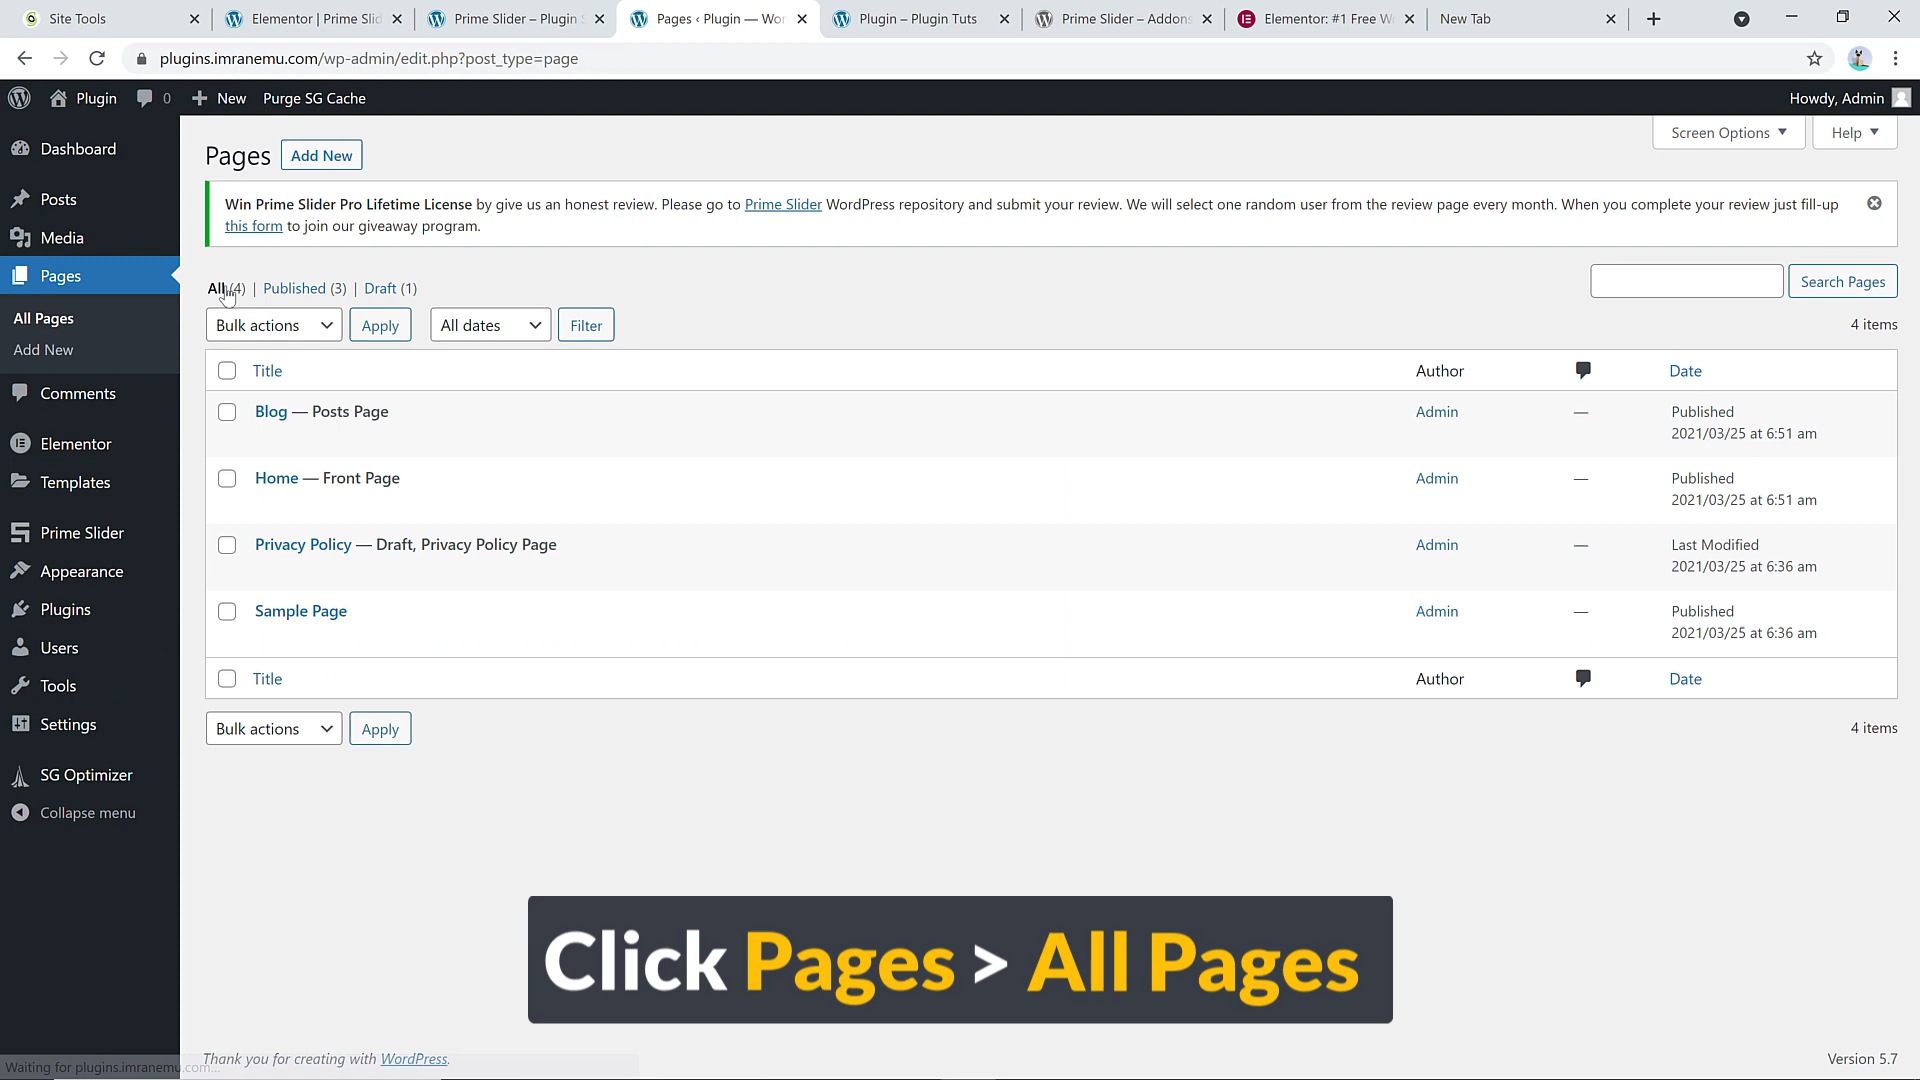 Site Tools
Elementor | Prime Slid
Prime Slider – Plugin S
Pages ‹ Plugin — Wor
Plugin – Plugin Tuts
Prime Slider – Addons
Elementor: #1 Free W
New Tab
plugins.imranemu.com/wp-admin/edit.php?post_type=page
Plugin 0 New Purge SG Cache
Howdy, Admin
Dashboard
Posts
Media
Pages
All Pages
Add New
Comments
Elementor
Templates
Prime Slider
Appearance
Plugins
Users
Tools
Settings
SG Optimizer
Collapse menu
Screen Options
Help
Pages Add New
Win Prime Slider Pro Lifetime License by give us an honest review. Please go to Prime Slider WordPress repository and submit your review. We will select one random user from the review page every month. When you complete your review just fill-up
this form to join our giveaway program.
All (4) | Published (3) | Draft (1)
Search Pages
Bulk actions Apply All dates Filter
4 items
Title Author Date
Blog — Posts Page Admin — Published
2021/03/25 at 6:51 am
Home — Front Page Admin — Published
2021/03/25 at 6:51 am
Privacy Policy — Draft, Privacy Policy Page Admin — Last Modified
2021/03/25 at 6:36 am
Sample Page Admin — Published
2021/03/25 at 6:36 am
Title Author Date
Bulk actions Apply
4 items
Click Pages > All Pages
Thank you for creating with WordPress.
Version 5.7
Waiting for plugins.imranemu.com...